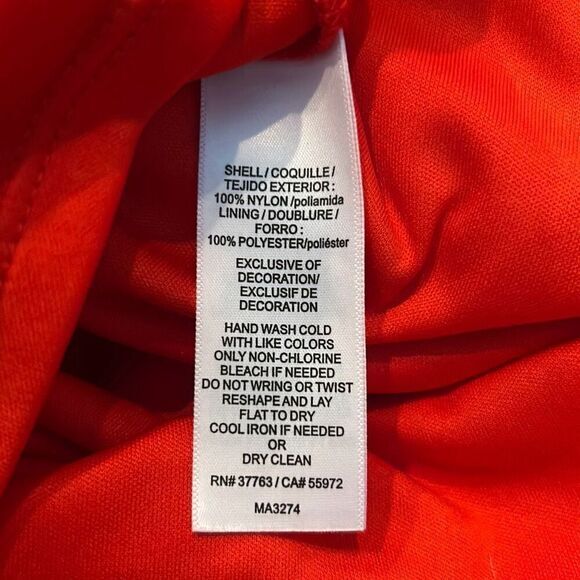 SHELL / COQUILLE /
TEJIDO EXTERIOR :
100% NYLON /poliamida
LINING / DOUBLURE /
FORRO :
100% POLYESTER/poliéster
EXCLUSIVE OF
DECORATION/
EXCLUSIF DE
DECORATION
HAND WASH COLD
WITH LIKE COLORS
ONLY NON-CHLORINE
BLEACH IF NEEDED
DO NOT WRING OR TWIST
RESHAPE AND LAY
FLAT TO DRY
COOL IRON IF NEEDED
OR
DRY CLEAN
RN# 37763 / CA# 55972
MA3274